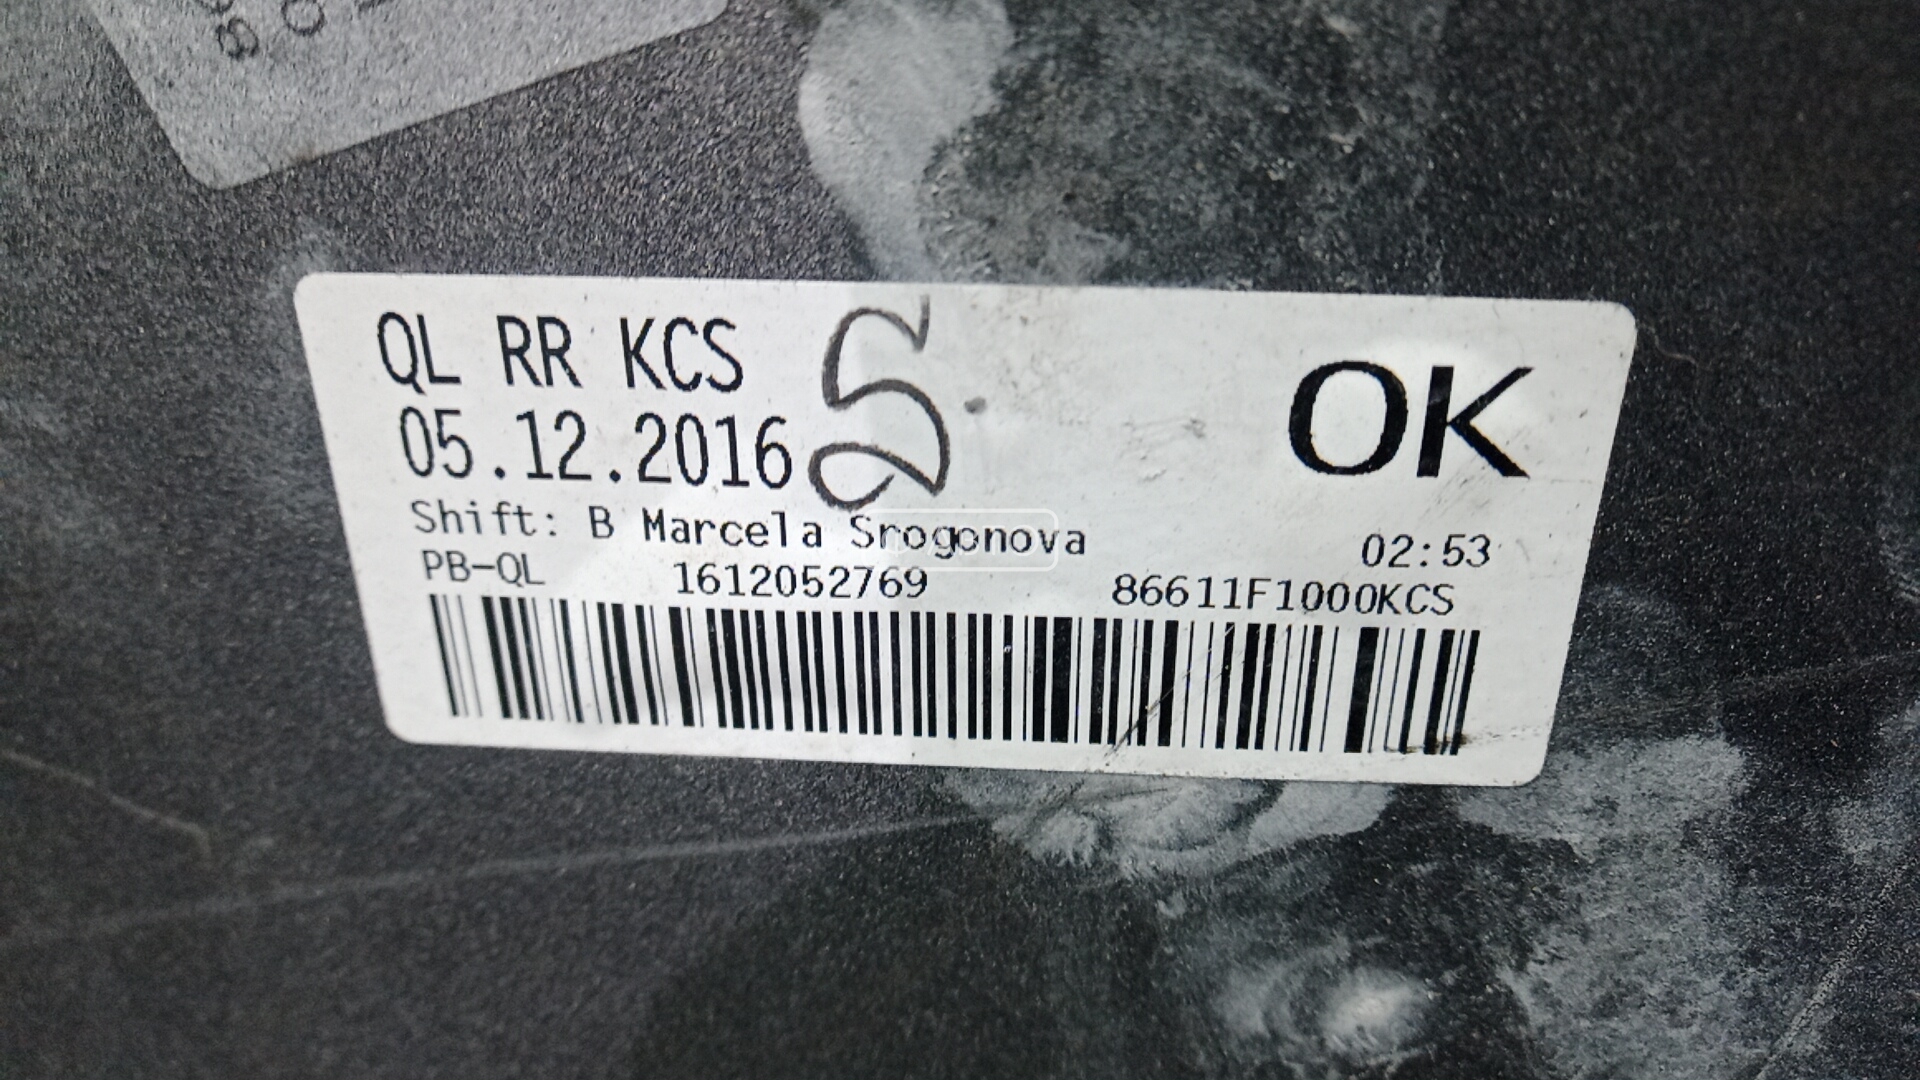 QL RR KCS
05.12.2016
OK
Shift: B Marcela Srogonova
02:53
PB-QL 1612052769 86611F1000KCS